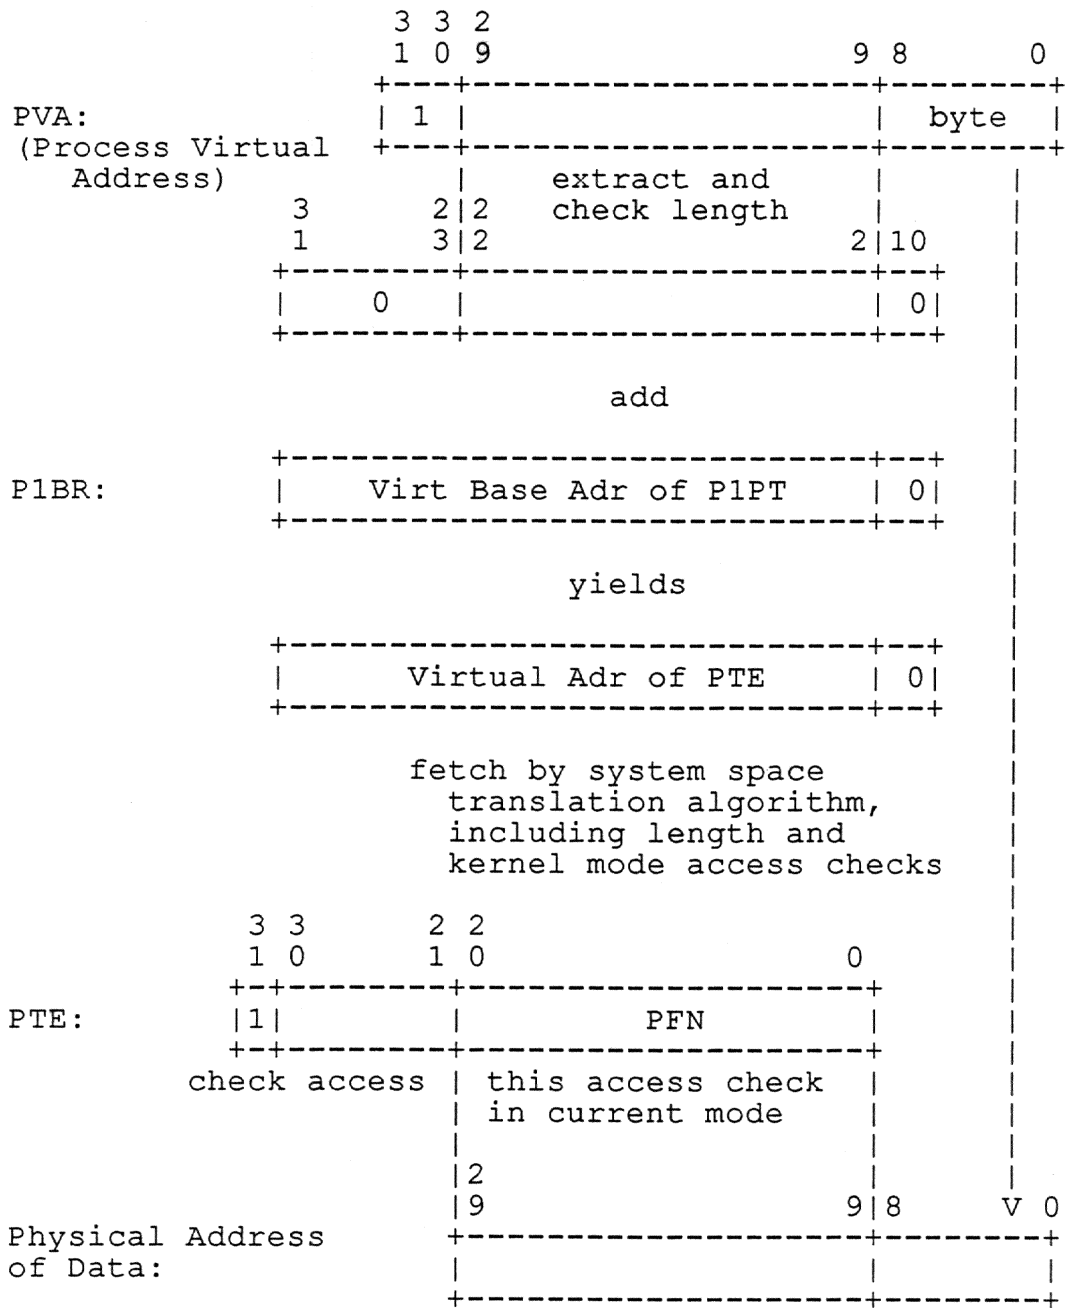 3 3 2
                   1 0 9                   9 8       0
                  +---+--------------------+---------+
PVA:              | 1 |                    |  byte   |
(Process Virtual  +---+--------------------+---------+
   Address)           |    extract and     |       |
              3      2|2   check length    |       |
              1      3|2                  2|10     |
             +--------+--------------------+--+    |
             |    0   |                    | 0|    |
             +--------+--------------------+--+    |
                                                   |
                             add                   |
                                                   |
             +-----------------------------+--+    |
P1BR:        |    Virt Base Adr of P1PT    | 0|    |
             +-----------------------------+--+    |
                                                   |
                           yields                  |
                                                   |
             +-----------------------------+--+    |
             |      Virtual Adr of PTE     | 0|    |
             +-----------------------------+--+    |
                                                   |
                    fetch by system space          |
                      translation algorithm,       |
                      including length and         |
                      kernel mode access checks    |
                                                   |
            3 3      2 2                           |
            1 0      1 0                  0        |
           +-+--------+--------------------+       |
PTE:       |1|        |        PFN         |       |
           +-+--------+--------------------+       |
         check access | this access check  |       |
                      | in current mode    |       |
                      |                    |       |
                      |2                   |       |
                      |9                  9|8      V 0
Physical Address      +--------------------+---------+
of Data:              |                    |         |
                      +--------------------+---------+